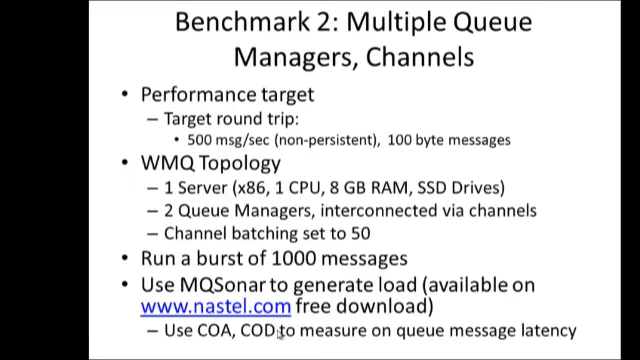 Benchmark 2: Multiple Queue
Managers, Channels
• Performance target
– Target round trip:
• 500 msg/sec (non-persistent), 100 byte messages
• WMQ Topology
– 1 Server (x86, 1 CPU, 8 GB RAM, SSD Drives)
– 2 Queue Managers, interconnected via channels
– Channel batching set to 50
• Run a burst of 1000 messages
• Use MQSonar to generate load (available on
www.nastel.com free download)
– Use COA, COD to measure on queue message latency